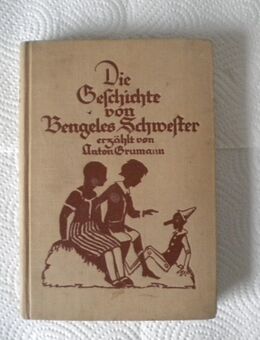 Die
Geschichte
von
Bengeles Schwester
erzählt von
Anton Grumann